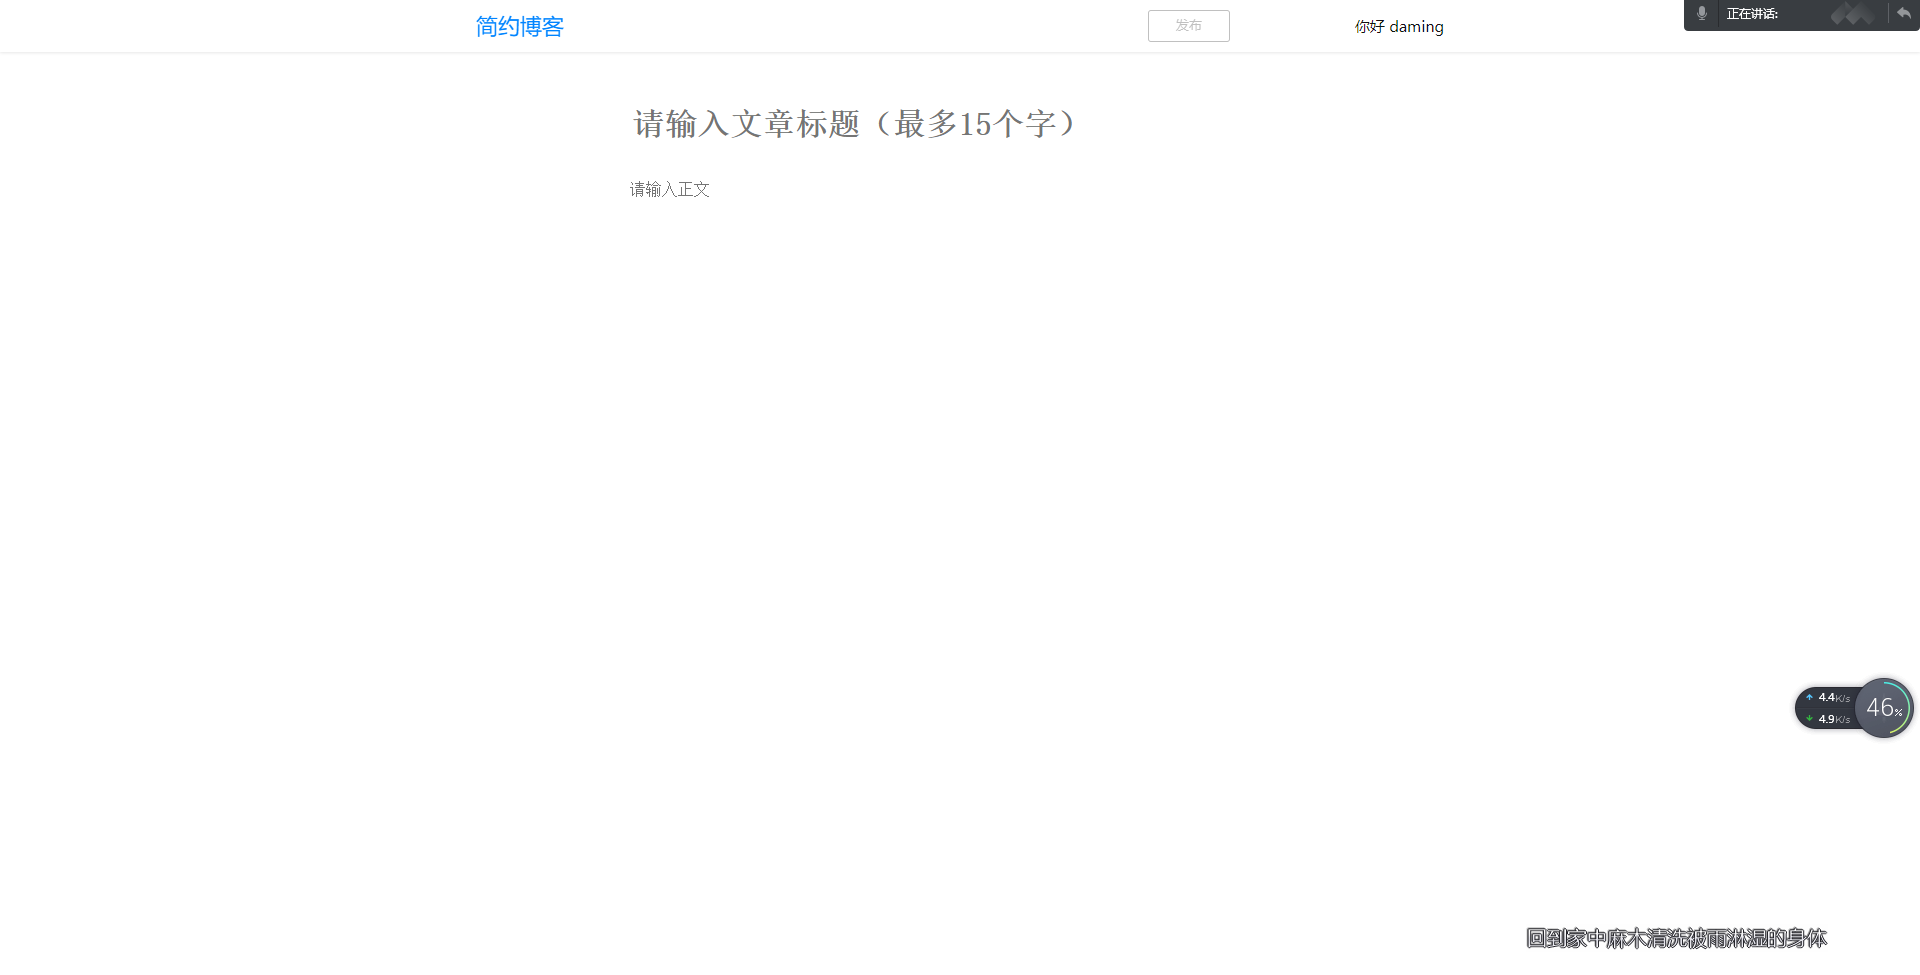 简约博客
发布
你好 daming
正在讲话:
请输入文章标题（最多15个字）
请输入正文
4.4K/s
4.9K/s
46%
回到家中麻木清洗被雨淋湿的身体